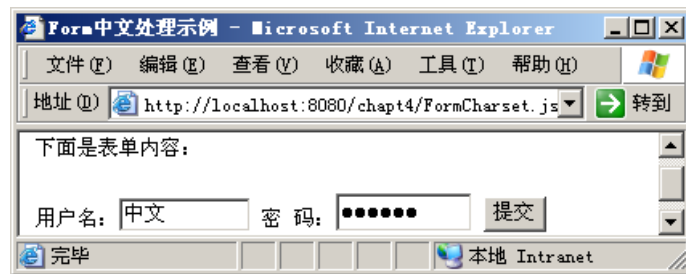 Form中文处理示例 - Microsoft Internet Explorer
文件(F) 编辑(E) 查看(V) 收藏(A) 工具(T) 帮助(H)
地址(D) http://localhost:8080/chapt4/FormCharset.js 转到
下面是表单内容：
用户名：中文 密 码：●●●●●● 提交
完毕 本地 Intranet